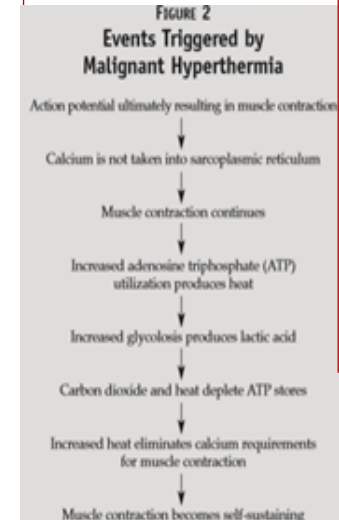 FIGURE 2
Events Triggered by
Malignant Hyperthermia
Action potential ultimately resulting in muscle contraction
Calcium is not taken into sarcoplasmic reticulum
Muscle contraction continues
Increased adenosine triphosphate (ATP)
utilization produces heat
Increased glycolosis produces lactic acid
Carbon dioxide and heat deplete ATP stores
Increased heat eliminates calcium requirements
for muscle contraction
Muscle contraction becomes self-sustaining